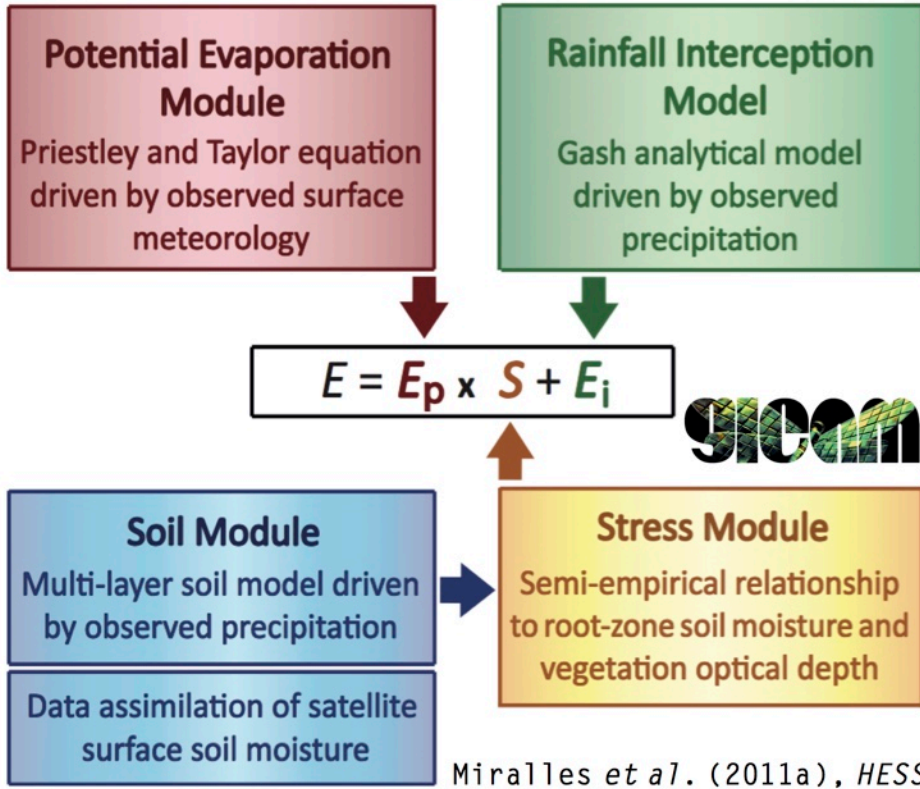 Potential Evaporation
Module
Priestley and Taylor equation
driven by observed surface
meteorology
Rainfall Interception
Model
Gash analytical model
driven by observed
precipitation
E = Ep x S + Ei
gleam
Soil Module
Multi-layer soil model driven
by observed precipitation
Data assimilation of satellite
surface soil moisture
Stress Module
Semi-empirical relationship
to root-zone soil moisture and
vegetation optical depth
Miralles et al. (2011a), HESS